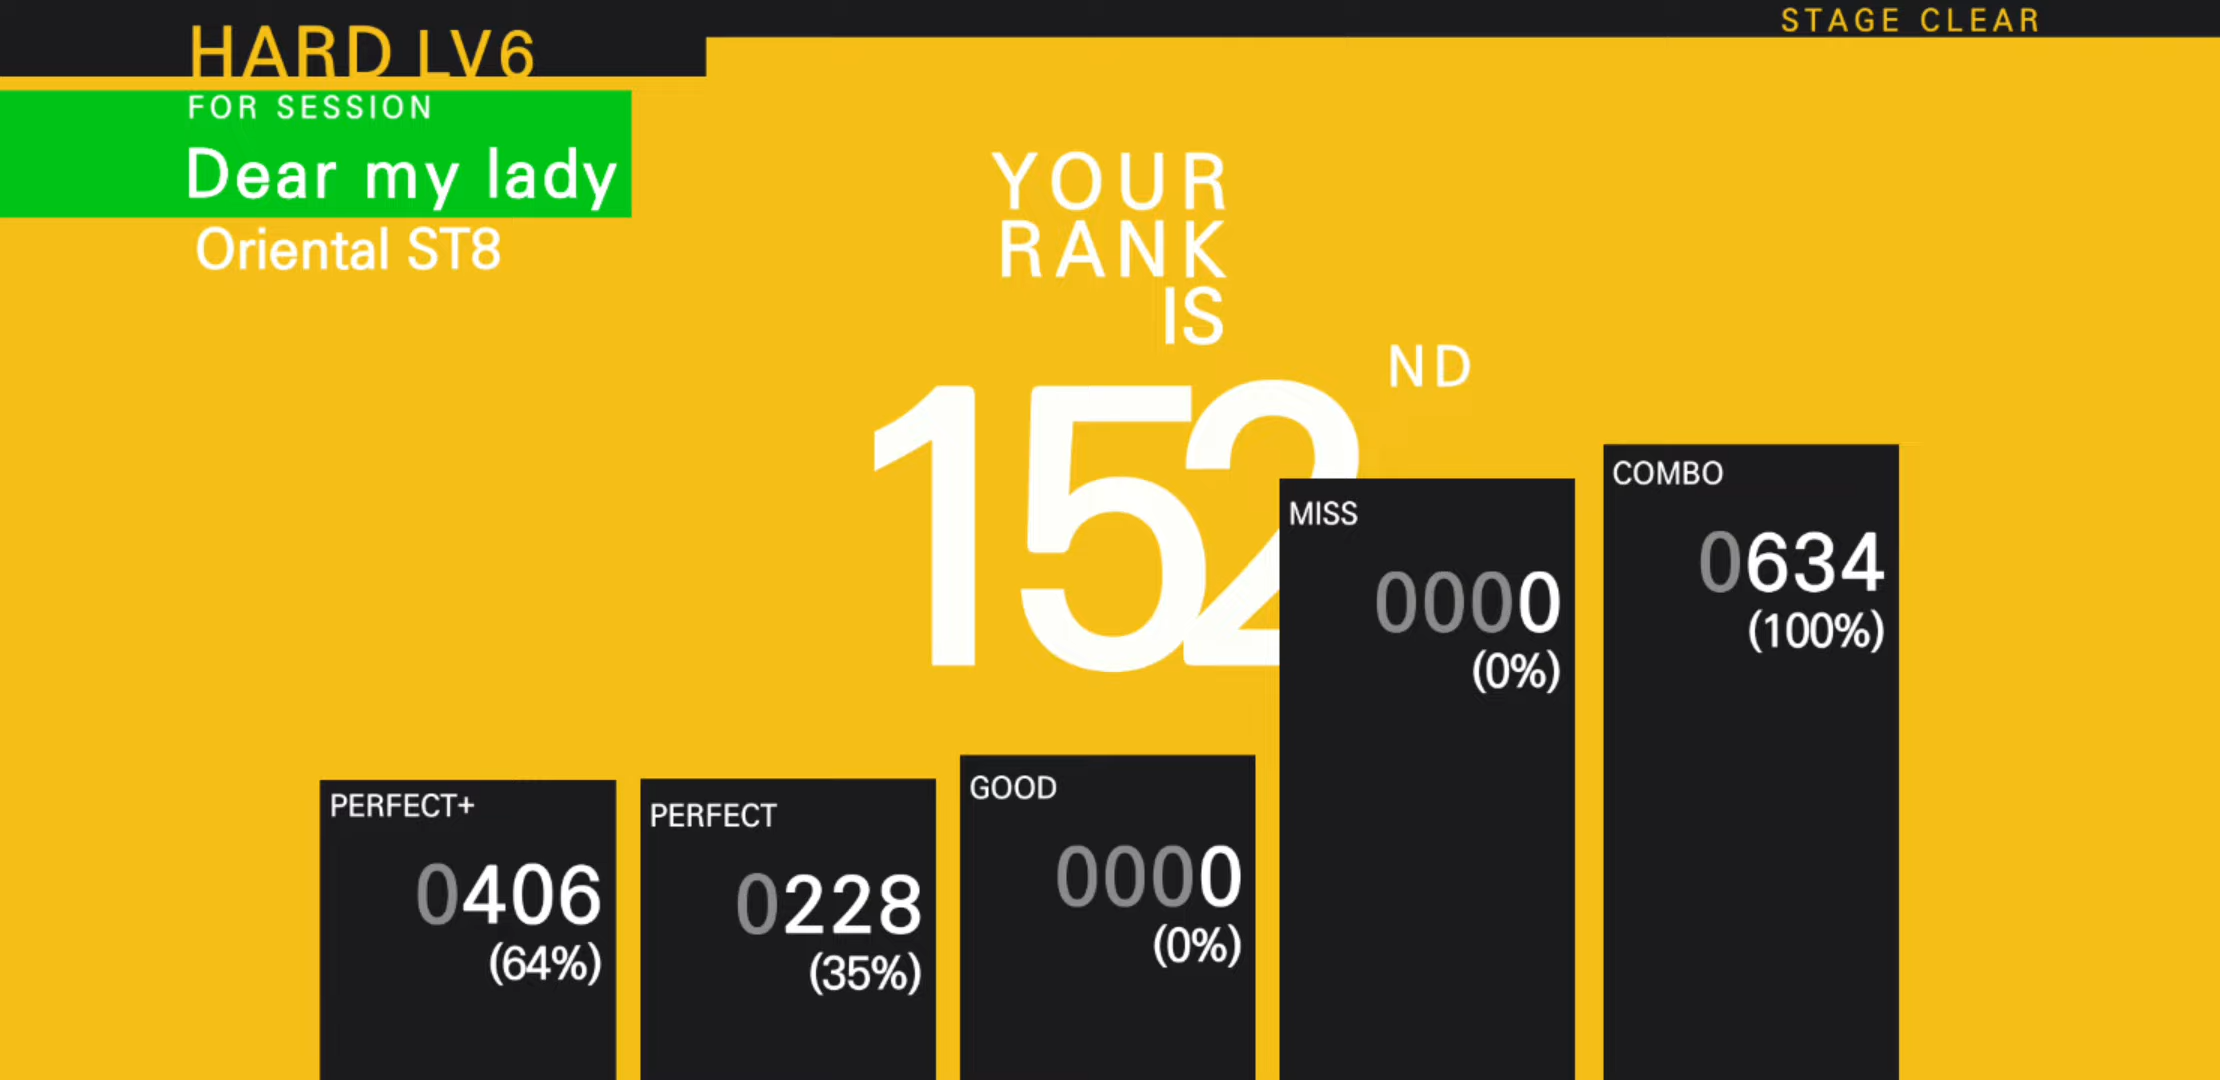 STAGE CLEAR
HARD LV6
FOR SESSION
Dear my lady
Oriental ST8
YOUR
RANK
IS
152 ND
PERFECT+
0406
(64%)
PERFECT
0228
(35%)
GOOD
0000
(0%)
MISS
0000
(0%)
COMBO
0634
(100%)